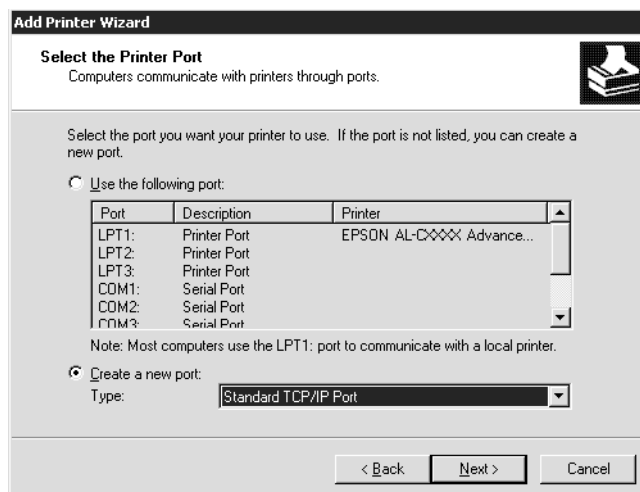 Add Printer Wizard
Select the Printer Port
Computers communicate with printers through ports.
Select the port you want your printer to use. If the port is not listed, you can create a
new port.
Use the following port:
Port Description Printer
LPT1: Printer Port EPSON AL-CXXXX Advance...
LPT2: Printer Port
LPT3: Printer Port
COM1: Serial Port
COM2: Serial Port
COM3: Serial Port
Note: Most computers use the LPT1: port to communicate with a local printer.
Create a new port:
Type: Standard TCP/IP Port
< Back Next > Cancel